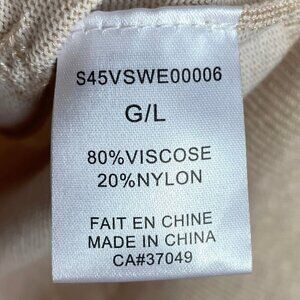 S45VSWE00006
G/L
80%VISCOSE
20%NYLON
FAIT EN CHINE
MADE IN CHINA
CA#37049